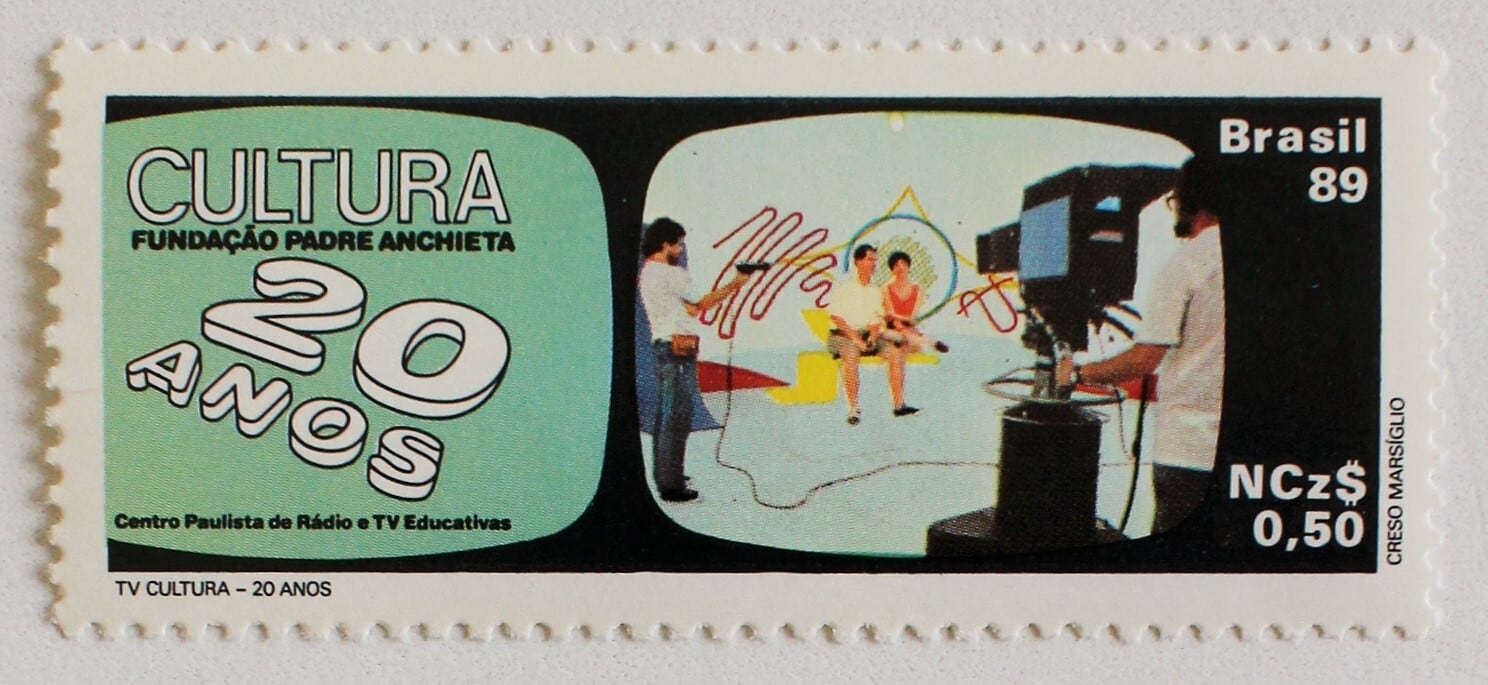 CULTURA
FUNDAÇÃO PADRE ANCHIETA
20
ANOS
Centro Paulista de Rádio e TV Educativas
TV CULTURA – 20 ANOS
Brasil
89
NCz$
0,50
CRESO MARSÍGLIO